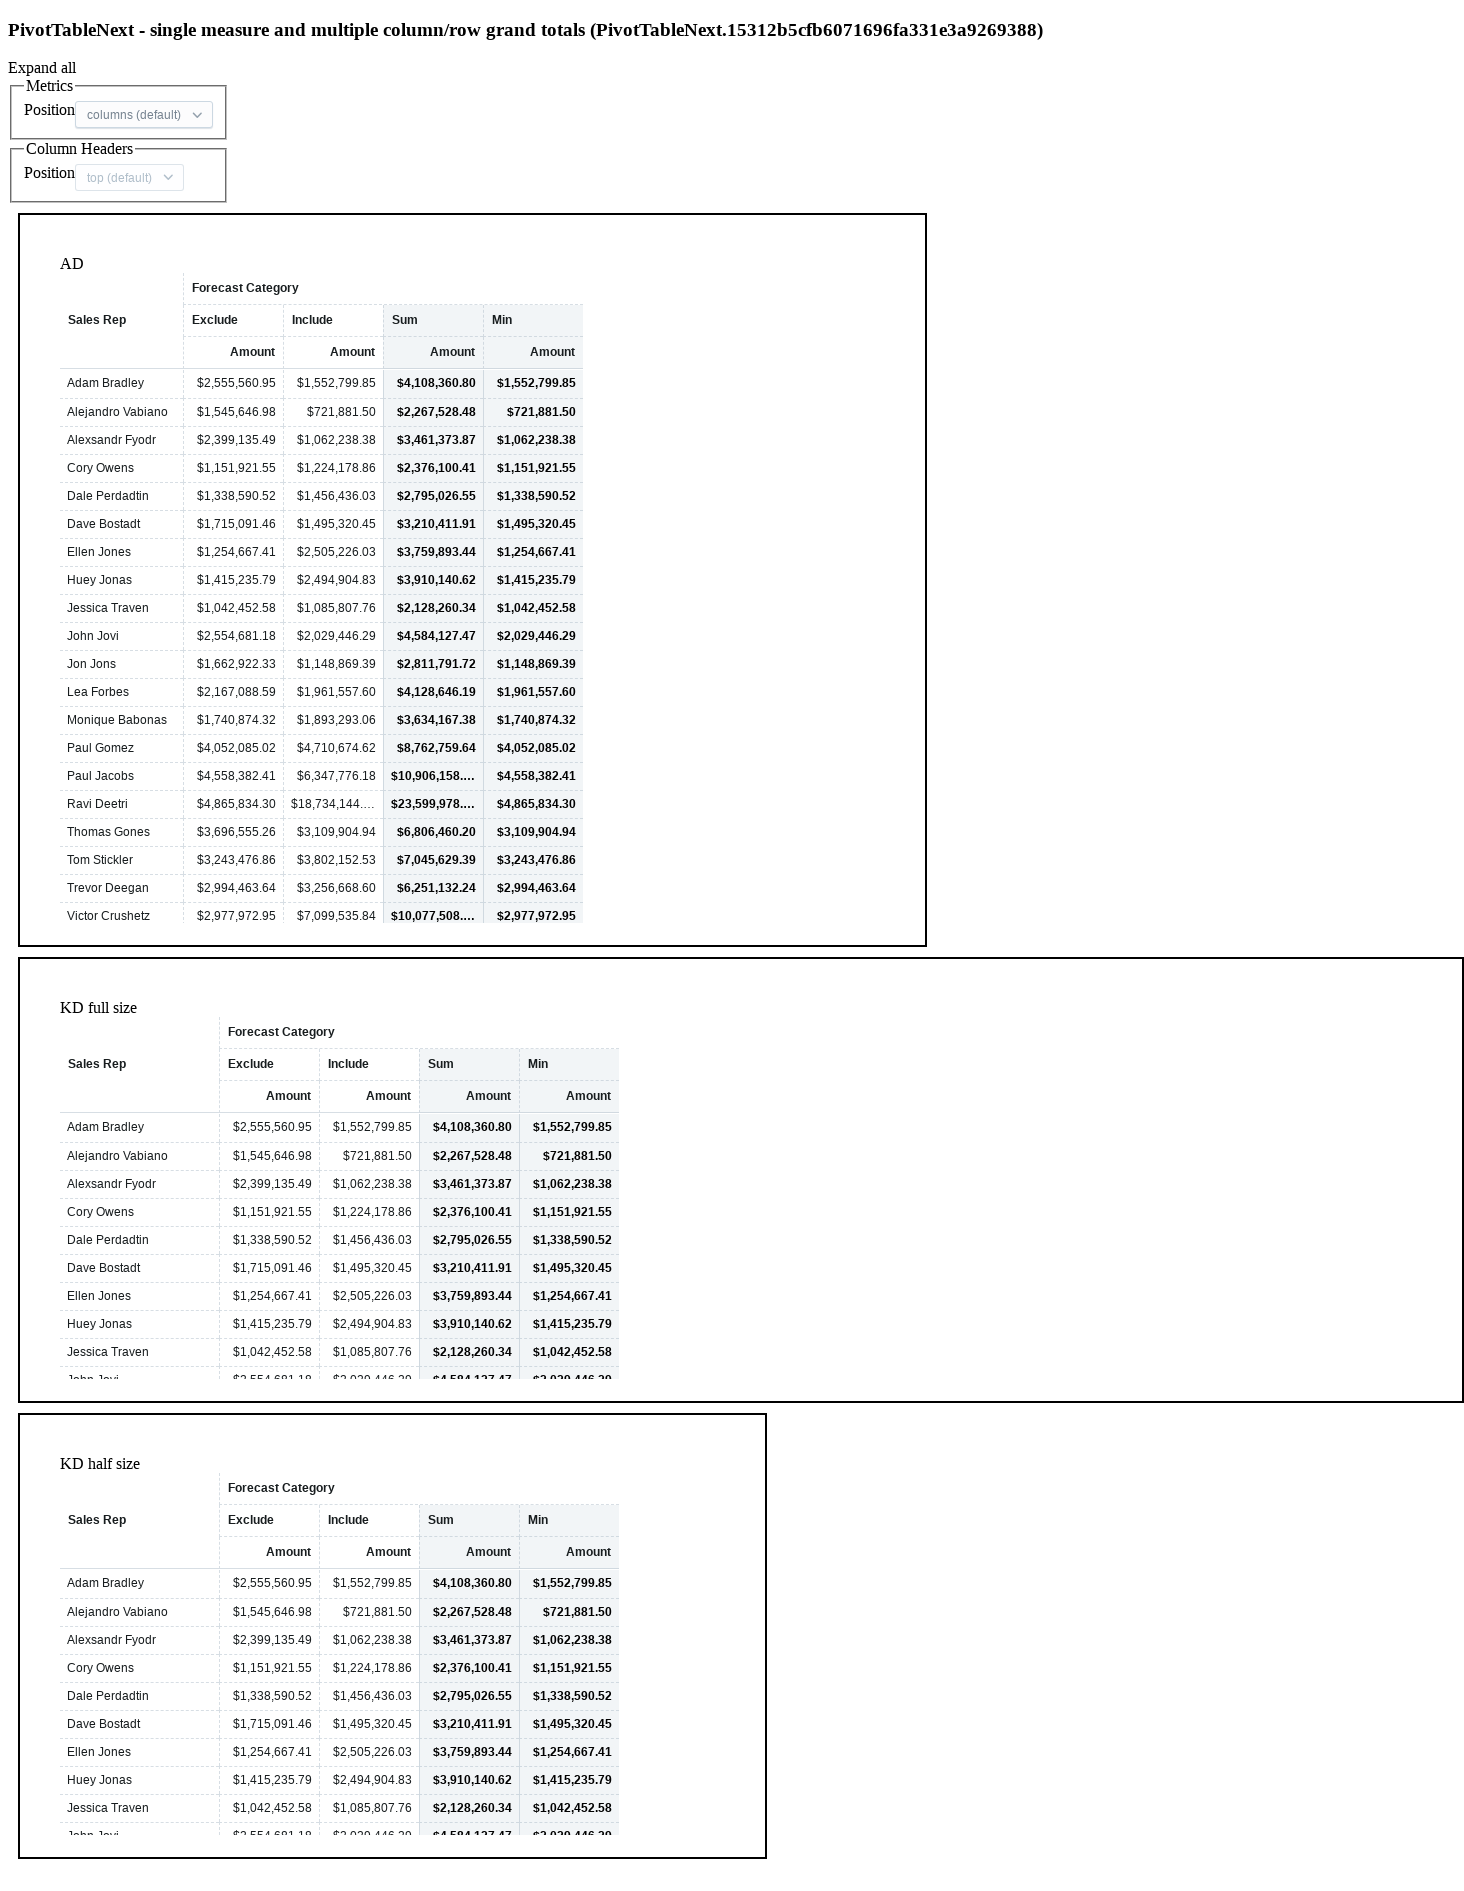 PivotTableNext - single measure and multiple column/row grand totals (PivotTableNext.15312b5cfb6071696fa331e3a9269388)
Expand all
Metrics
Position columns (default)
Column Headers
Position top (default)
AD
Forecast Category
Sales Rep Exclude Include Sum Min
Amount Amount Amount Amount
Adam Bradley $2,555,560.95 $1,552,799.85 $4,108,360.80 $1,552,799.85
Alejandro Vabiano $1,545,646.98 $721,881.50 $2,267,528.48 $721,881.50
Alexsandr Fyodr $2,399,135.49 $1,062,238.38 $3,461,373.87 $1,062,238.38
Cory Owens $1,151,921.55 $1,224,178.86 $2,376,100.41 $1,151,921.55
Dale Perdadtin $1,338,590.52 $1,456,436.03 $2,795,026.55 $1,338,590.52
Dave Bostadt $1,715,091.46 $1,495,320.45 $3,210,411.91 $1,495,320.45
Ellen Jones $1,254,667.41 $2,505,226.03 $3,759,893.44 $1,254,667.41
Huey Jonas $1,415,235.79 $2,494,904.83 $3,910,140.62 $1,415,235.79
Jessica Traven $1,042,452.58 $1,085,807.76 $2,128,260.34 $1,042,452.58
John Jovi $2,554,681.18 $2,029,446.29 $4,584,127.47 $2,029,446.29
Jon Jons $1,662,922.33 $1,148,869.39 $2,811,791.72 $1,148,869.39
Lea Forbes $2,167,088.59 $1,961,557.60 $4,128,646.19 $1,961,557.60
Monique Babonas $1,740,874.32 $1,893,293.06 $3,634,167.38 $1,740,874.32
Paul Gomez $4,052,085.02 $4,710,674.62 $8,762,759.64 $4,052,085.02
Paul Jacobs $4,558,382.41 $6,347,776.18 $10,906,158.… $4,558,382.41
Ravi Deetri $4,865,834.30 $18,734,144.… $23,599,978.… $4,865,834.30
Thomas Gones $3,696,555.26 $3,109,904.94 $6,806,460.20 $3,109,904.94
Tom Stickler $3,243,476.86 $3,802,152.53 $7,045,629.39 $3,243,476.86
Trevor Deegan $2,994,463.64 $3,256,668.60 $6,251,132.24 $2,994,463.64
Victor Crushetz $2,977,972.95 $7,099,535.84 $10,077,508.… $2,977,972.95
KD full size
Forecast Category
Sales Rep Exclude Include Sum Min
Amount Amount Amount Amount
Adam Bradley $2,555,560.95 $1,552,799.85 $4,108,360.80 $1,552,799.85
Alejandro Vabiano $1,545,646.98 $721,881.50 $2,267,528.48 $721,881.50
Alexsandr Fyodr $2,399,135.49 $1,062,238.38 $3,461,373.87 $1,062,238.38
Cory Owens $1,151,921.55 $1,224,178.86 $2,376,100.41 $1,151,921.55
Dale Perdadtin $1,338,590.52 $1,456,436.03 $2,795,026.55 $1,338,590.52
Dave Bostadt $1,715,091.46 $1,495,320.45 $3,210,411.91 $1,495,320.45
Ellen Jones $1,254,667.41 $2,505,226.03 $3,759,893.44 $1,254,667.41
Huey Jonas $1,415,235.79 $2,494,904.83 $3,910,140.62 $1,415,235.79
Jessica Traven $1,042,452.58 $1,085,807.76 $2,128,260.34 $1,042,452.58
KD half size
Forecast Category
Sales Rep Exclude Include Sum Min
Amount Amount Amount Amount
Adam Bradley $2,555,560.95 $1,552,799.85 $4,108,360.80 $1,552,799.85
Alejandro Vabiano $1,545,646.98 $721,881.50 $2,267,528.48 $721,881.50
Alexsandr Fyodr $2,399,135.49 $1,062,238.38 $3,461,373.87 $1,062,238.38
Cory Owens $1,151,921.55 $1,224,178.86 $2,376,100.41 $1,151,921.55
Dale Perdadtin $1,338,590.52 $1,456,436.03 $2,795,026.55 $1,338,590.52
Dave Bostadt $1,715,091.46 $1,495,320.45 $3,210,411.91 $1,495,320.45
Ellen Jones $1,254,667.41 $2,505,226.03 $3,759,893.44 $1,254,667.41
Huey Jonas $1,415,235.79 $2,494,904.83 $3,910,140.62 $1,415,235.79
Jessica Traven $1,042,452.58 $1,085,807.76 $2,128,260.34 $1,042,452.58